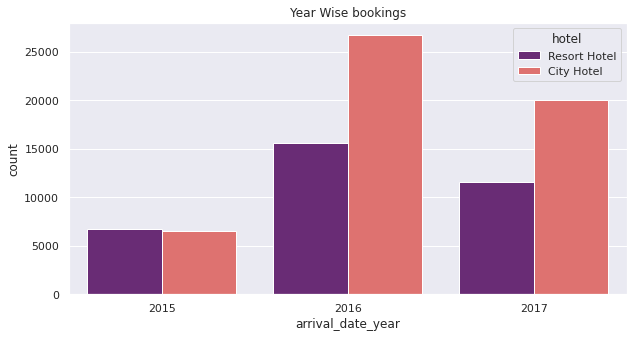 Year Wise bookings
hotel
Resort Hotel
City Hotel
count
25000
20000
15000
10000
5000
0
2015 2016 2017
arrival_date_year